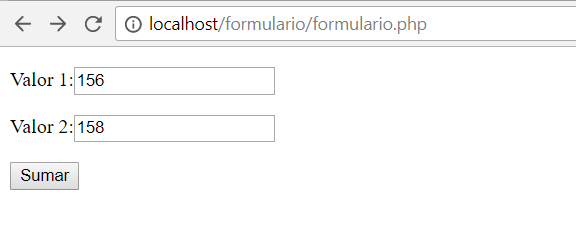 localhost/formulario/formulario.php
Valor 1: 156
Valor 2: 158
Sumar